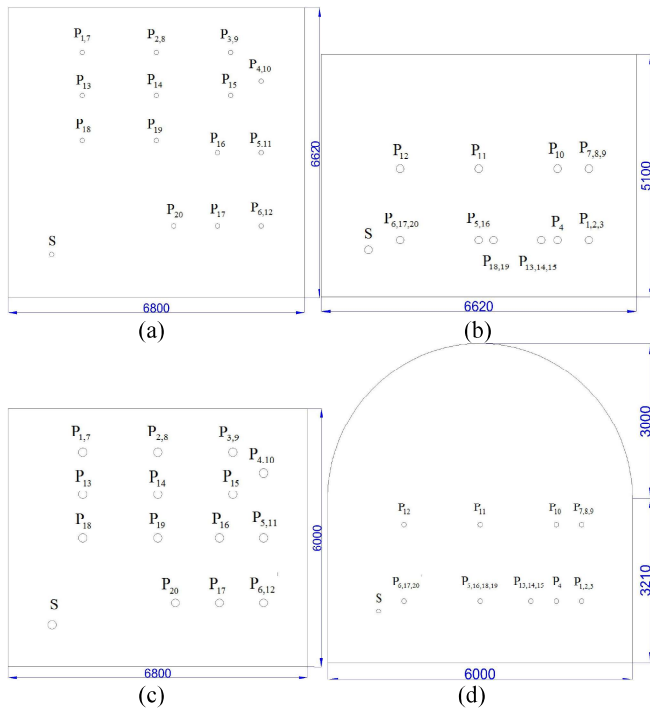 P1,7 P2,8 P3,9
P4,10
P13 P14 P15
P18 P19
P16 P5,11
P20 P17 P6,12
S
6620
6800
(a)
P12 P11 P10 P7,8,9
S P6,17,20 P5,16 P4 P1,2,3
P18,19 P13,14,15
5100
6620
(b)
P1,7 P2,8 P3,9
P4.10
P13 P14 P15
P18 P19 P16 P5,11
P20 P17 P6,12
S
6000
6800
(c)
3000
P12 P11 P10 P7,8,9
P6,17,20 P5,16,18,19 P13,14,15 P4 P1,2,3
S
3210
6000
(d)